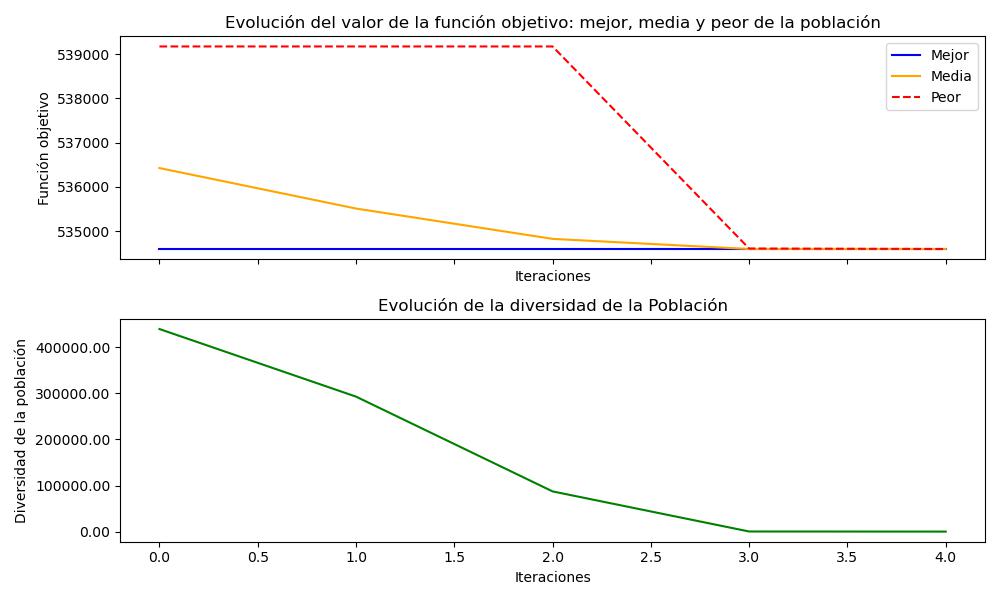 Evolución del valor de la función objetivo: mejor, media y peor de la población
539000
538000
537000
536000
535000
Función objetivo
Mejor
Media
Peor
Iteraciones
Evolución de la diversidad de la Población
400000.00
300000.00
200000.00
100000.00
0.00
Diversidad de la población
0.0 0.5 1.0 1.5 2.0 2.5 3.0 3.5 4.0
Iteraciones